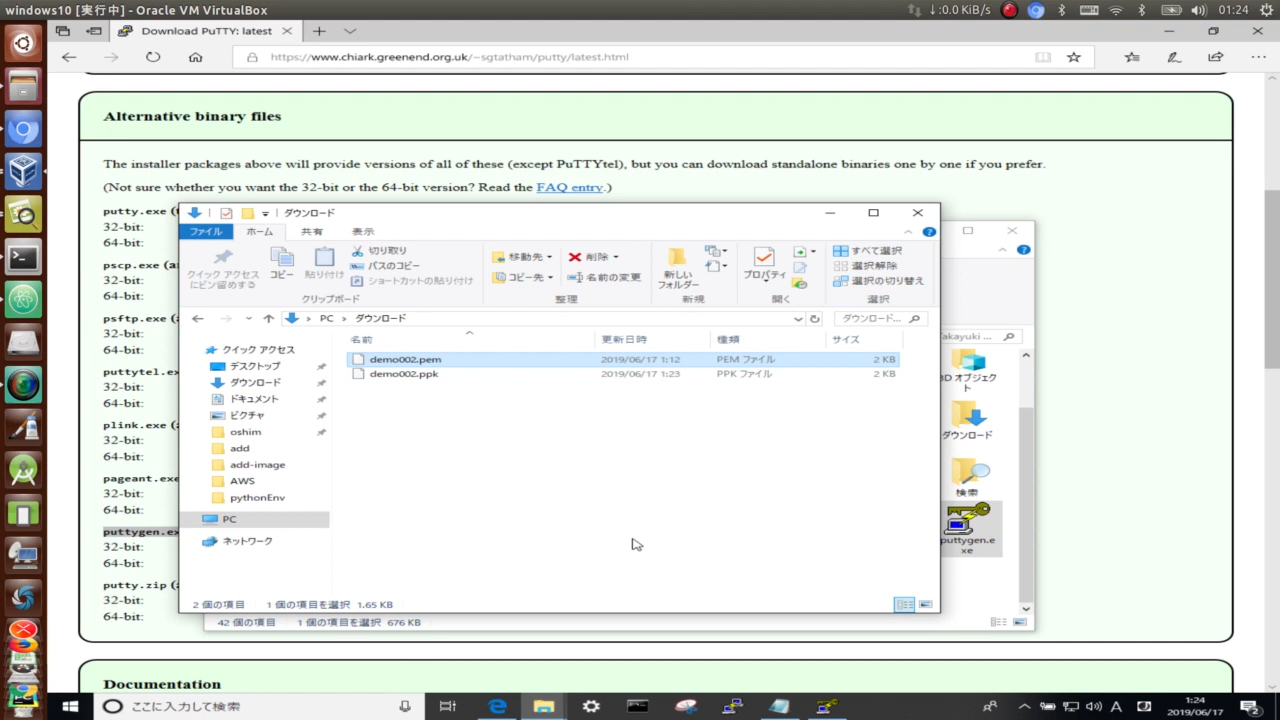 windows10 [実行中] - Oracle VM VirtualBox
↓:0.0 KiB/s
01:24
Download PuTTY: latest
https://www.chiark.greenend.org.uk/~sgtatham/putty/latest.html
Alternative binary files
The installer packages above will provide versions of all of these (except PuTTYtel), but you can download standalone binaries one by one if you prefer.
(Not sure whether you want the 32-bit or the 64-bit version? Read the FAQ entry.)
putty.exe (
32-bit:
64-bit:
pscp.exe (
32-bit:
64-bit:
psftp.exe
32-bit:
64-bit:
puttytel.ex
32-bit:
64-bit:
plink.exe (
32-bit:
64-bit:
pageant.exe
32-bit:
64-bit:
puttygen.ex
32-bit:
64-bit:
putty.zip (
32-bit:
64-bit:
Documentation
ダウンロード
ファイル ホーム 共有 表示
クイック アクセス
にピン留めする
コピー
貼り付け
切り取り
パスのコピー
ショートカットの貼り付け
クリップボード
移動先
コピー先
削除
名前の変更
整理
新しい
フォルダー
新規
プロパティ
開く
すべて選択
選択解除
選択の切り替え
選択
PC > ダウンロード
ダウンロード...
名前 更新日時 種類 サイズ
demo002.pem 2019/06/17 1:12 PEM ファイル 2 KB
demo002.ppk 2019/06/17 1:23 PPK ファイル 2 KB
クイック アクセス
デスクトップ
ダウンロード
ドキュメント
ピクチャ
oshim
add
add-image
AWS
pythonEnv
PC
ネットワーク
2 個の項目 1 個の項目を選択 1.65 KB
Takayuki
3D オブジェク
ト
ダウンロード
検索
puttygen.e
xe
42 個の項目 1 個の項目を選択 676 KB
ここに入力して検索
A
1:24
2019/06/17
2